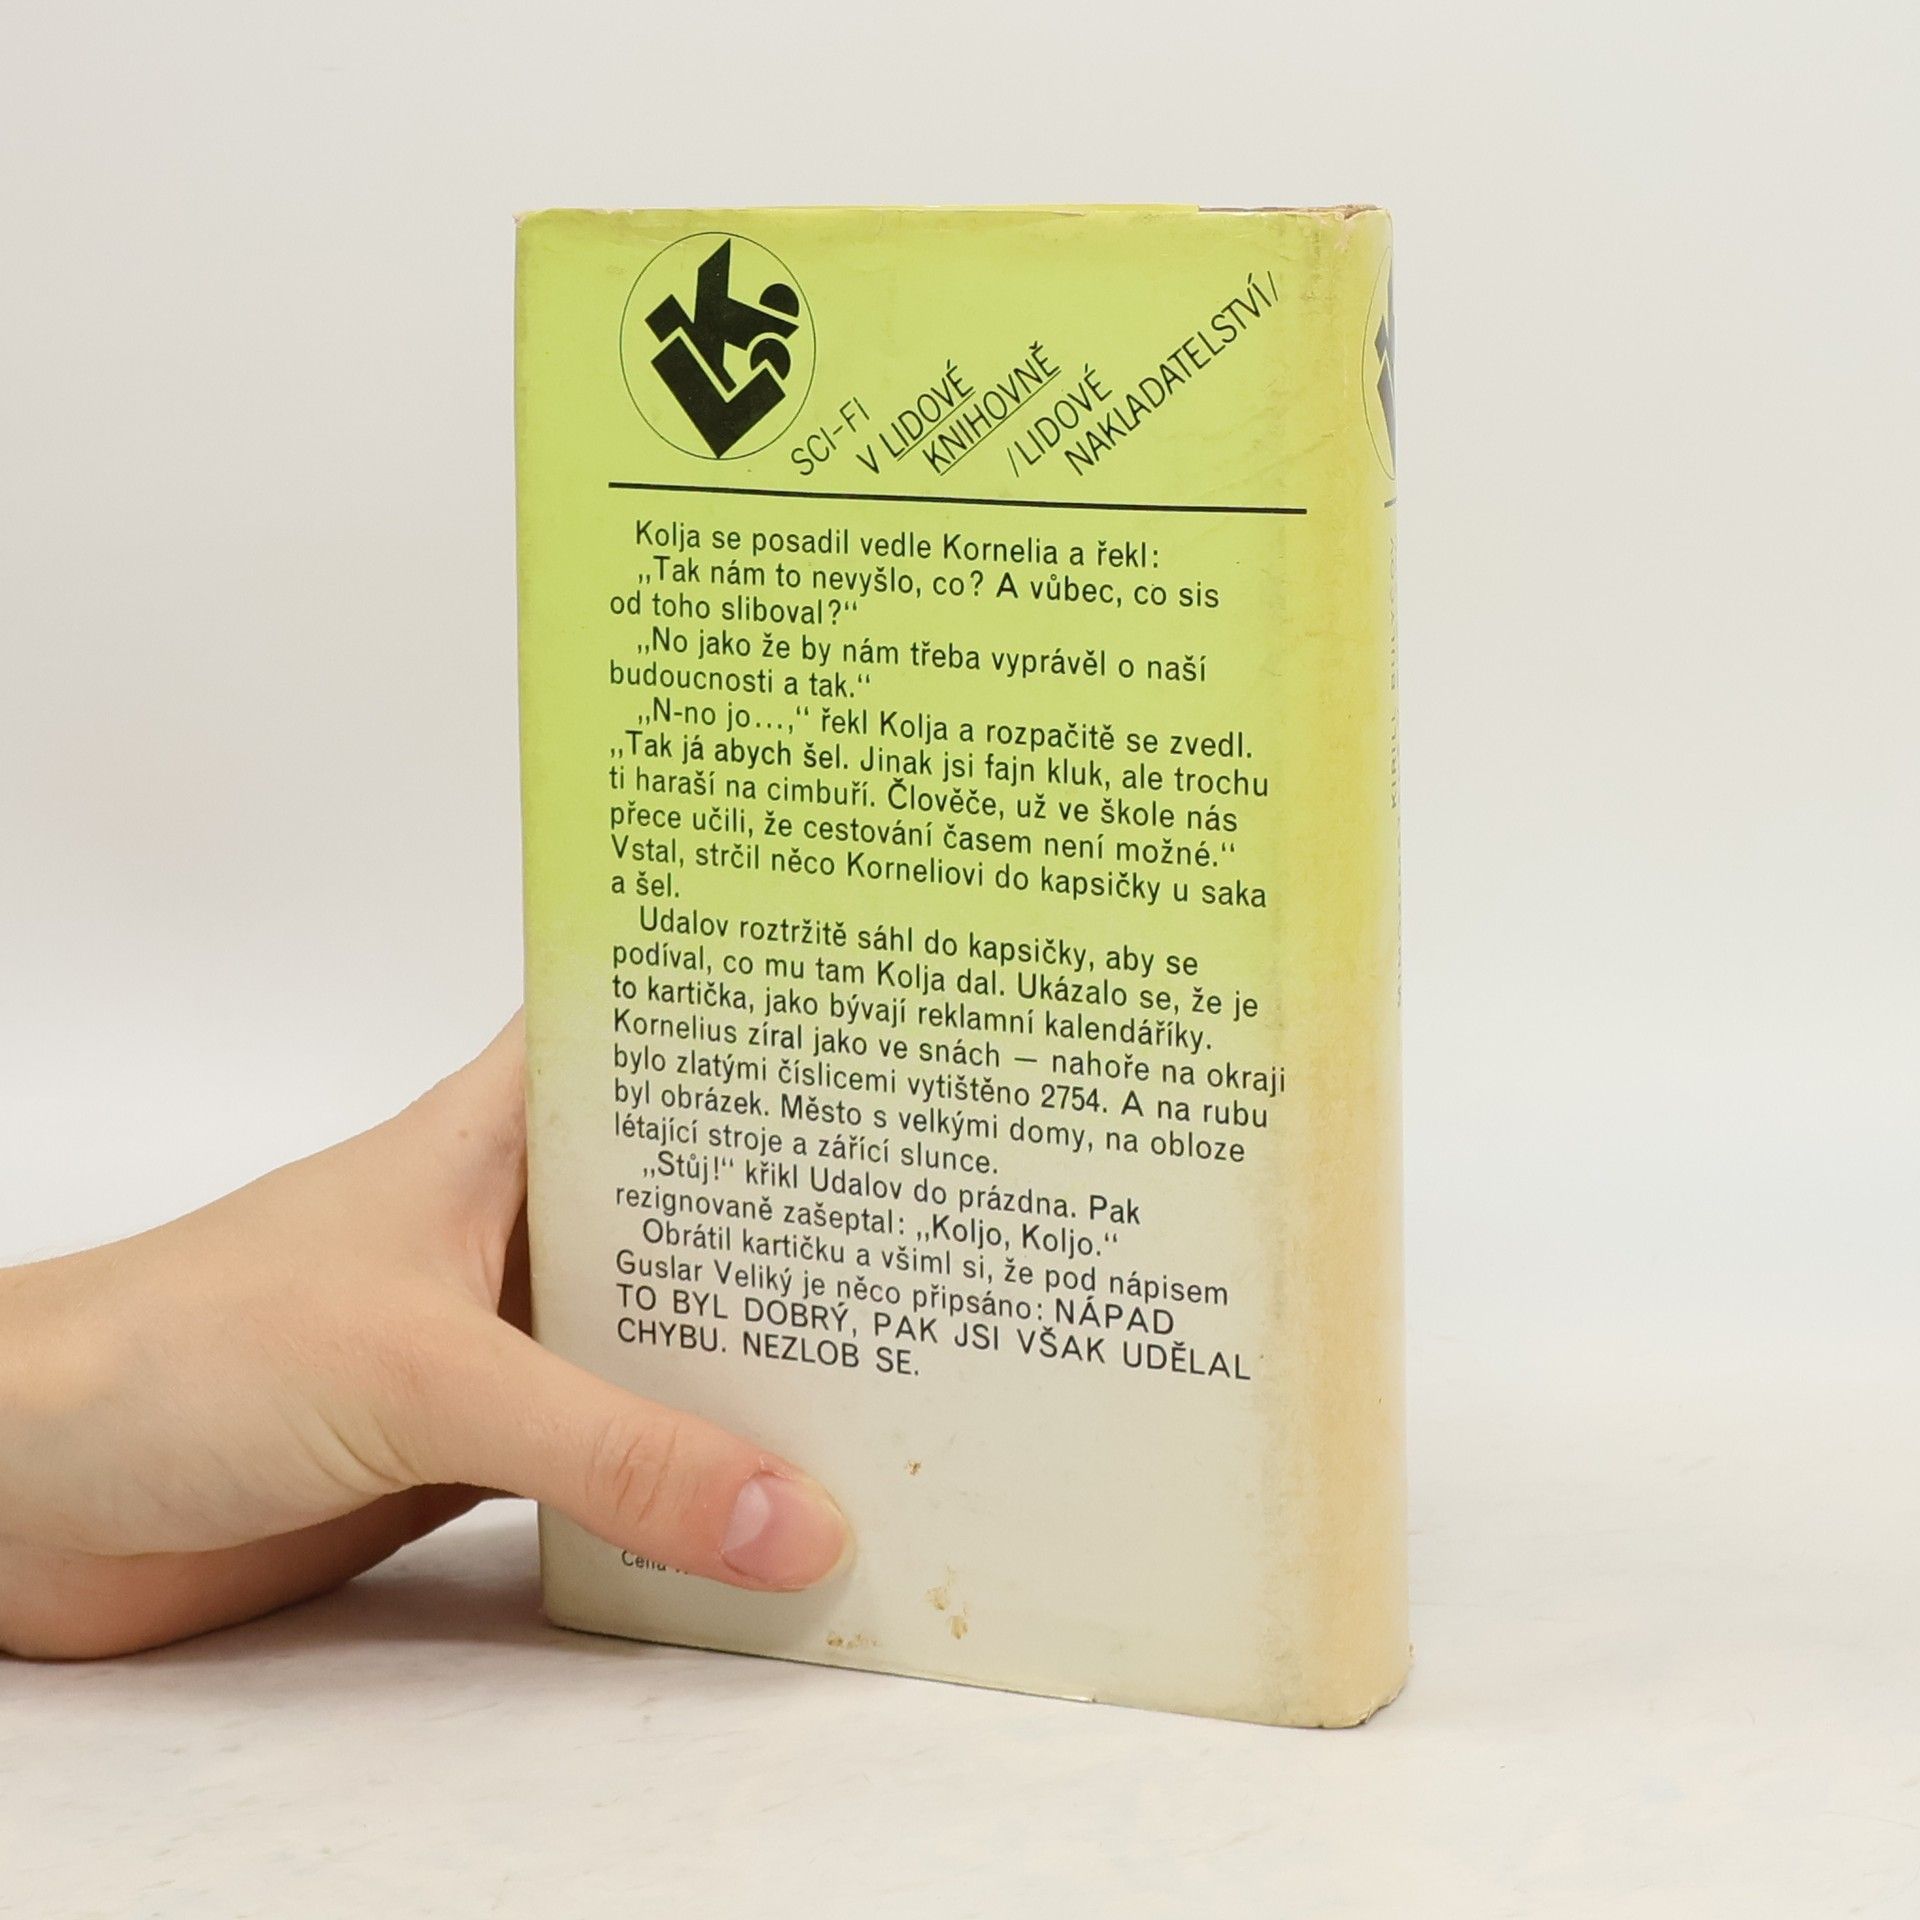 LK
SCI-FI
V LIDOVÉ
KNIHOVNĚ
/LIDOVÉ
NAKLADATELSTVÍ/
Kolja se posadil vedle Kornelia a řekl:
„Tak nám to nevyšlo, co? A vůbec, co sis
od toho sliboval?“
„No jako že by nám třeba vyprávěl o naší
budoucnosti a tak.“
„N-no jo...,“ řekl Kolja a rozpačitě se zvedl.
„Tak já abych šel. Jinak jsi fajn kluk, ale trochu
ti haraší na cimbuří. Člověče, už ve škole nás
přece učili, že cestování časem není možné.“
Vstal, strčil něco Korneliovi do kapsičky u saka
a šel.
Udalov roztržitě sáhl do kapsičky, aby se
podíval, co mu tam Kolja dal. Ukázalo se, že je
to kartička, jako bývají reklamní kalendáříky.
Kornelius zíral jako ve snách — nahoře na okraji
bylo zlatými číslicemi vytištěno 2754. A na rubu
byl obrázek. Město s velkými domy, na obloze
létající stroje a zářící slunce.
„Stůj!“ křikl Udalov do prázdna. Pak
rezignovaně zašeptal: „Koljo, Koljo.“
Obrátil kartičku a všiml si, že pod nápisem
Guslar Veliký je něco připsáno: NÁPAD
TO BYL DOBRÝ, PAK JSI VŠAK UDĚLAL
CHYBU. NEZLOB SE.
Cena
KIRILL BULYČOV